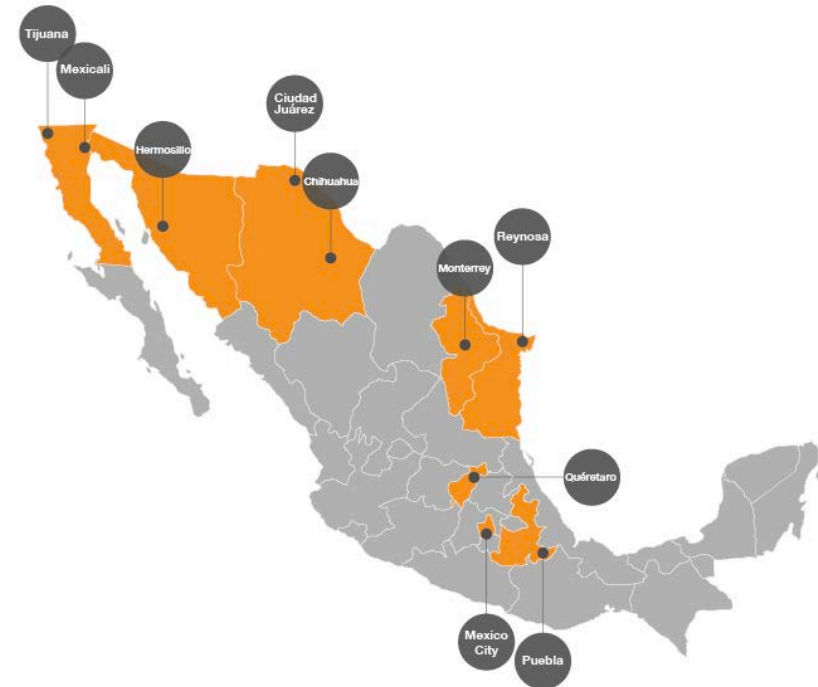 Tijuana
Mexicali
Hermosillo
Ciudad
Juárez
Chihuahua
Monterrey
Reynosa
Quéretaro
Mexico
City
Puebla